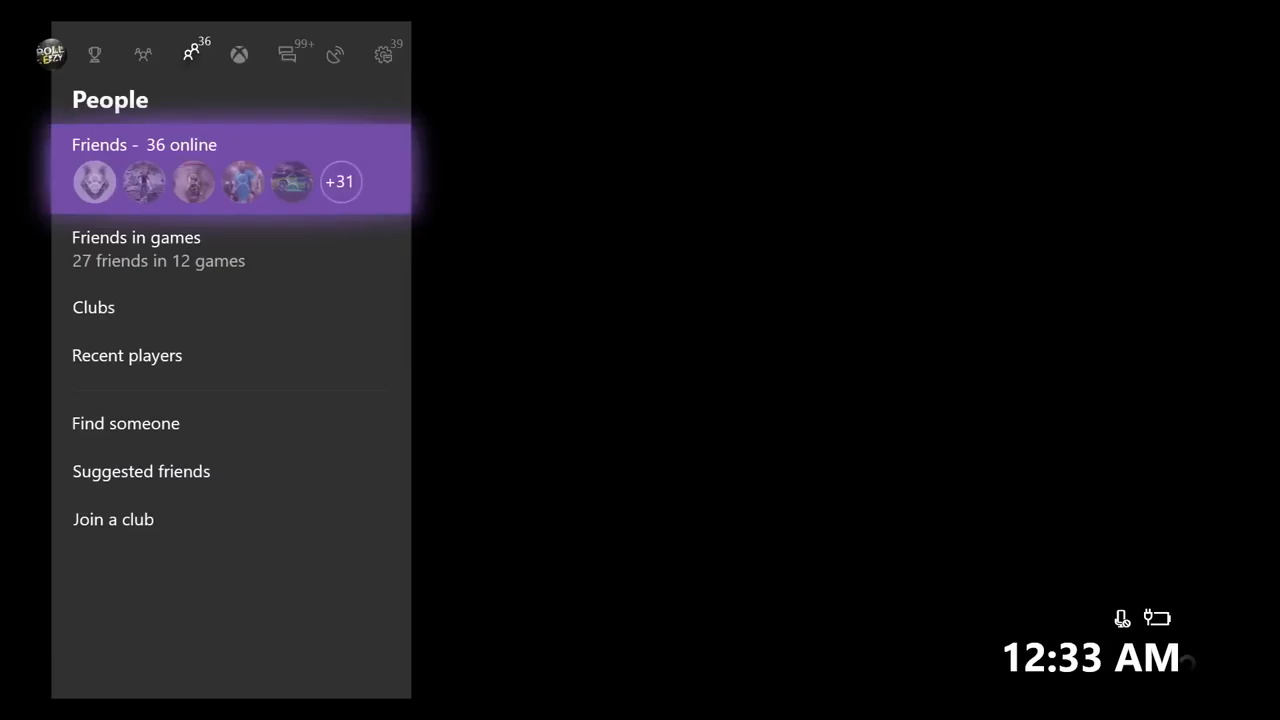 36
99+
39
People
Friends - 36 online
+31
Friends in games
27 friends in 12 games
Clubs
Recent players
Find someone
Suggested friends
Join a club
12:33 AM